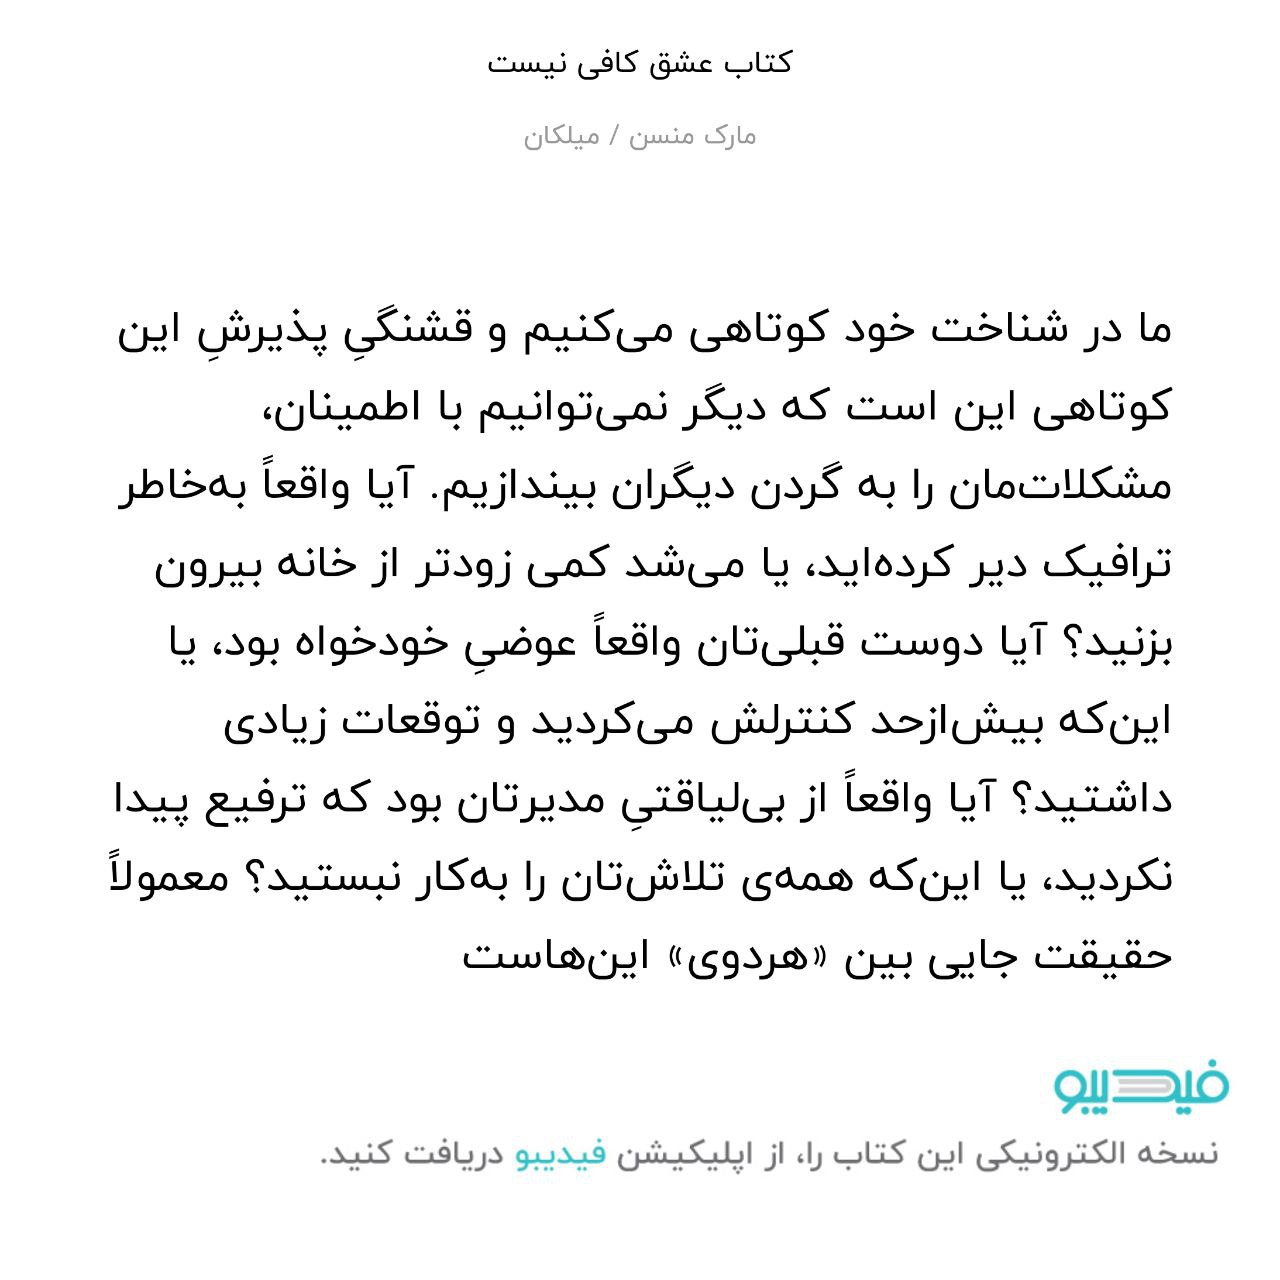 کتاب عشق کافی نیست
مارک منسن / میلکان
ما در شناخت خود کوتاهی می‌کنیم و قشنگیِ پذیرشِ این
کوتاهی این است که دیگر نمی‌توانیم با اطمینان،
مشکلات‌مان را به گردن دیگران بیندازیم. آیا واقعاً به‌خاطر
ترافیک دیر کرده‌اید، یا می‌شد کمی زودتر از خانه بیرون
بزنید؟ آیا دوست قبلی‌تان واقعاً عوضیِ خودخواه بود، یا
این‌که بیش‌ازحد کنترلش می‌کردید و توقعات زیادی
داشتید؟ آیا واقعاً از بی‌لیاقتیِ مدیرتان بود که ترفیع پیدا
نکردید، یا این‌که همه‌ی تلاش‌تان را به‌کار نبستید؟ معمولاً
حقیقت جایی بین «هردوی» این‌هاست
فیدیبو
نسخه الکترونیکی این کتاب را، از اپلیکیشن فیدیبو دریافت کنید.